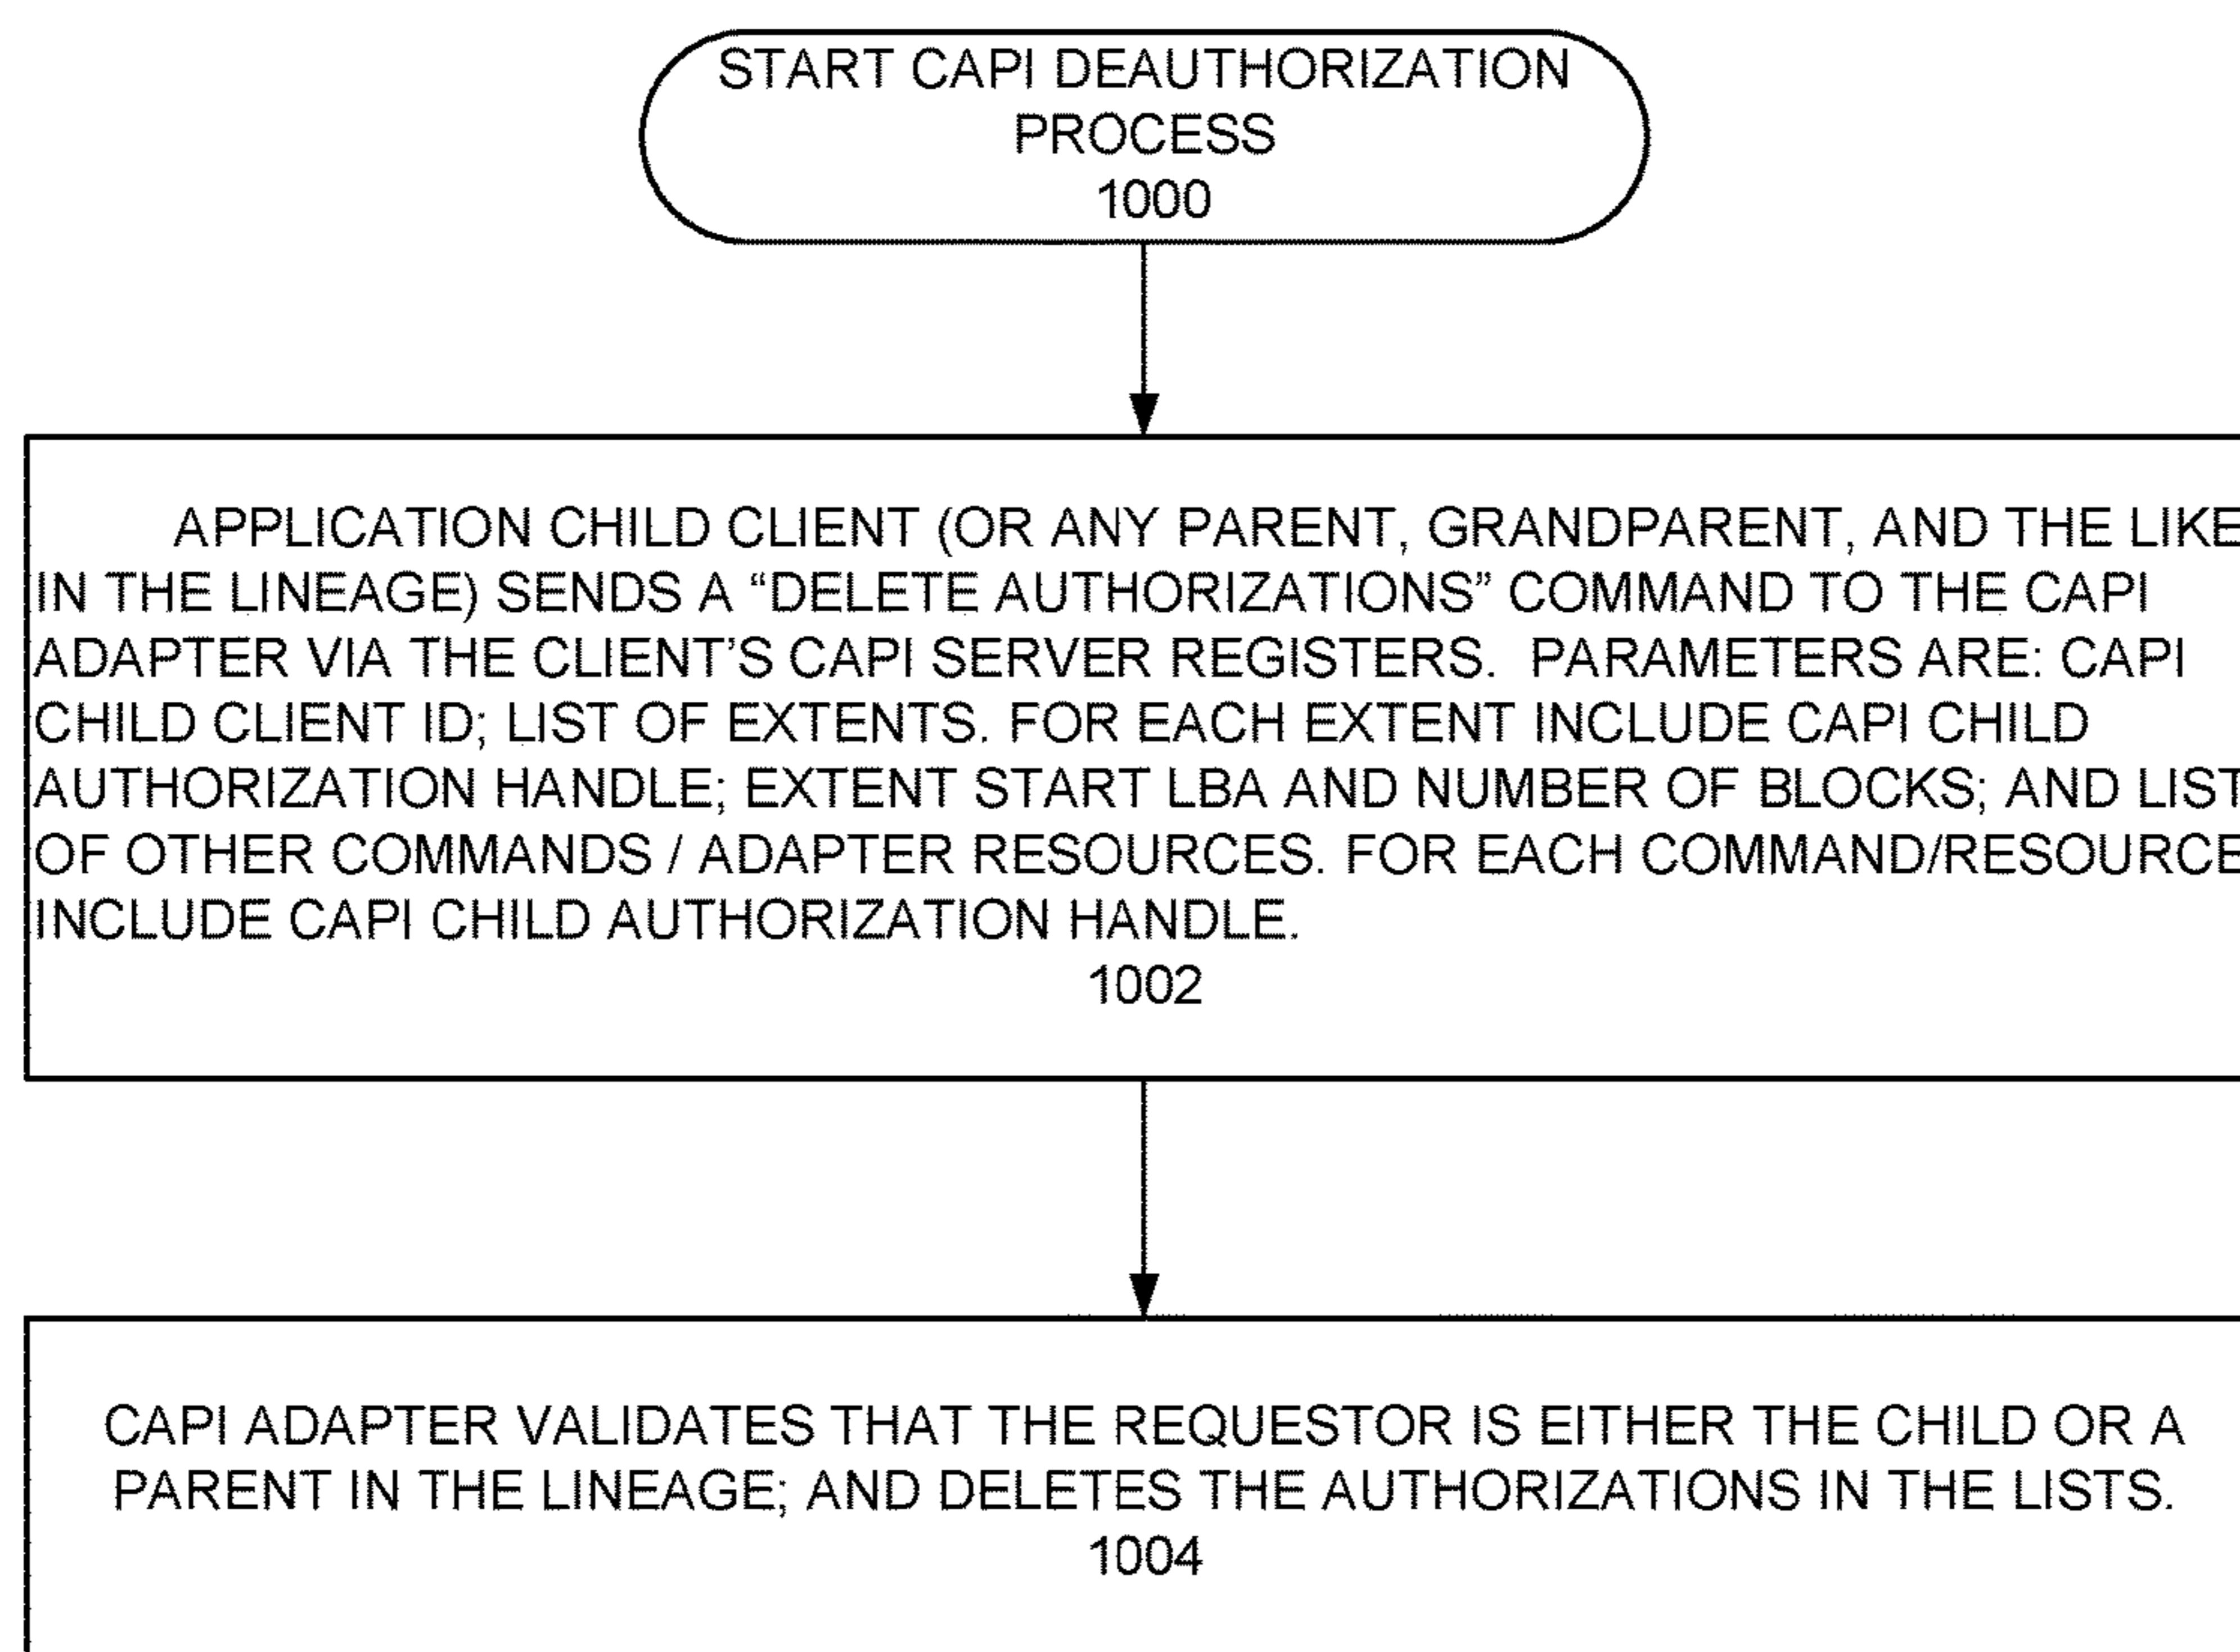 START CAPI DEAUTHORIZATION
PROCESS
1000
APPLICATION CHILD CLIENT (OR ANY PARENT, GRANDPARENT, AND THE LIKE
IN THE LINEAGE) SENDS A “DELETE AUTHORIZATIONS” COMMAND TO THE CAPI
ADAPTER VIA THE CLIENT’S CAPI SERVER REGISTERS. PARAMETERS ARE: CAPI
CHILD CLIENT ID; LIST OF EXTENTS. FOR EACH EXTENT INCLUDE CAPI CHILD
AUTHORIZATION HANDLE; EXTENT START LBA AND NUMBER OF BLOCKS; AND LIST
OF OTHER COMMANDS / ADAPTER RESOURCES. FOR EACH COMMAND/RESOURCE
INCLUDE CAPI CHILD AUTHORIZATION HANDLE.
1002
CAPI ADAPTER VALIDATES THAT THE REQUESTOR IS EITHER THE CHILD OR A
PARENT IN THE LINEAGE; AND DELETES THE AUTHORIZATIONS IN THE LISTS.
1004